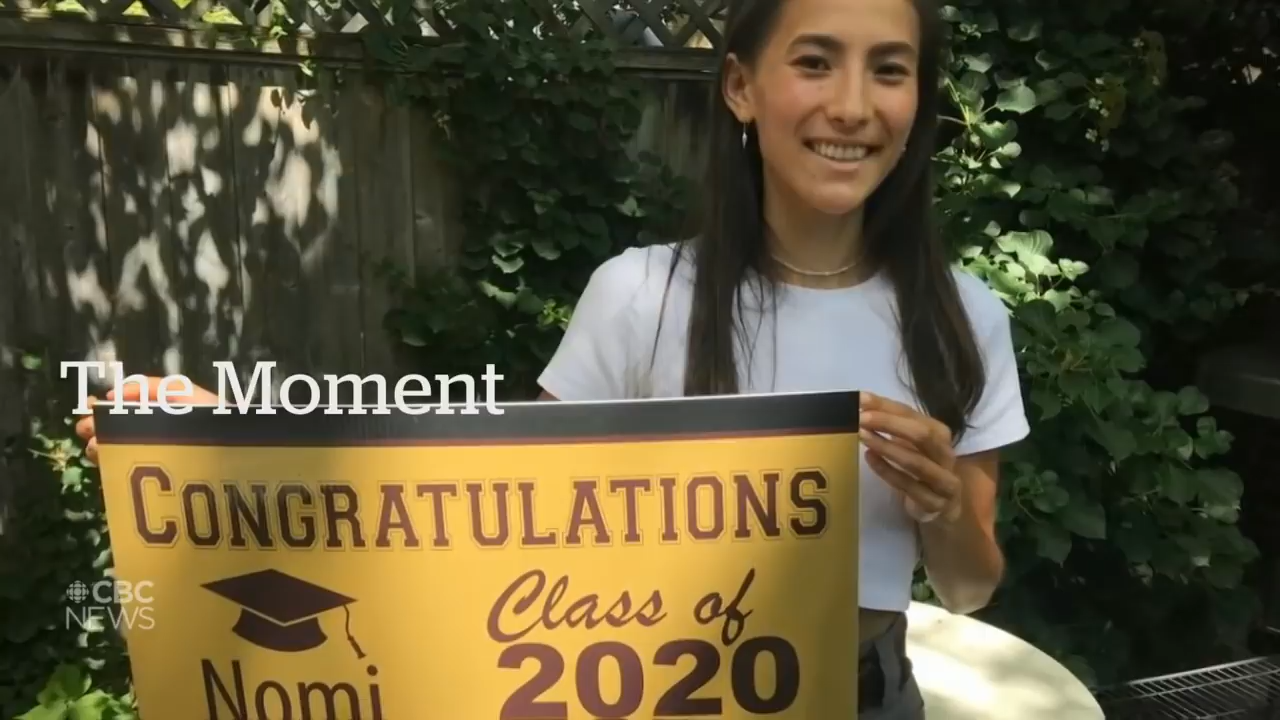 The Moment
CONGRATULATIONS
Class of
2020
Nomi
CBC
NEWS